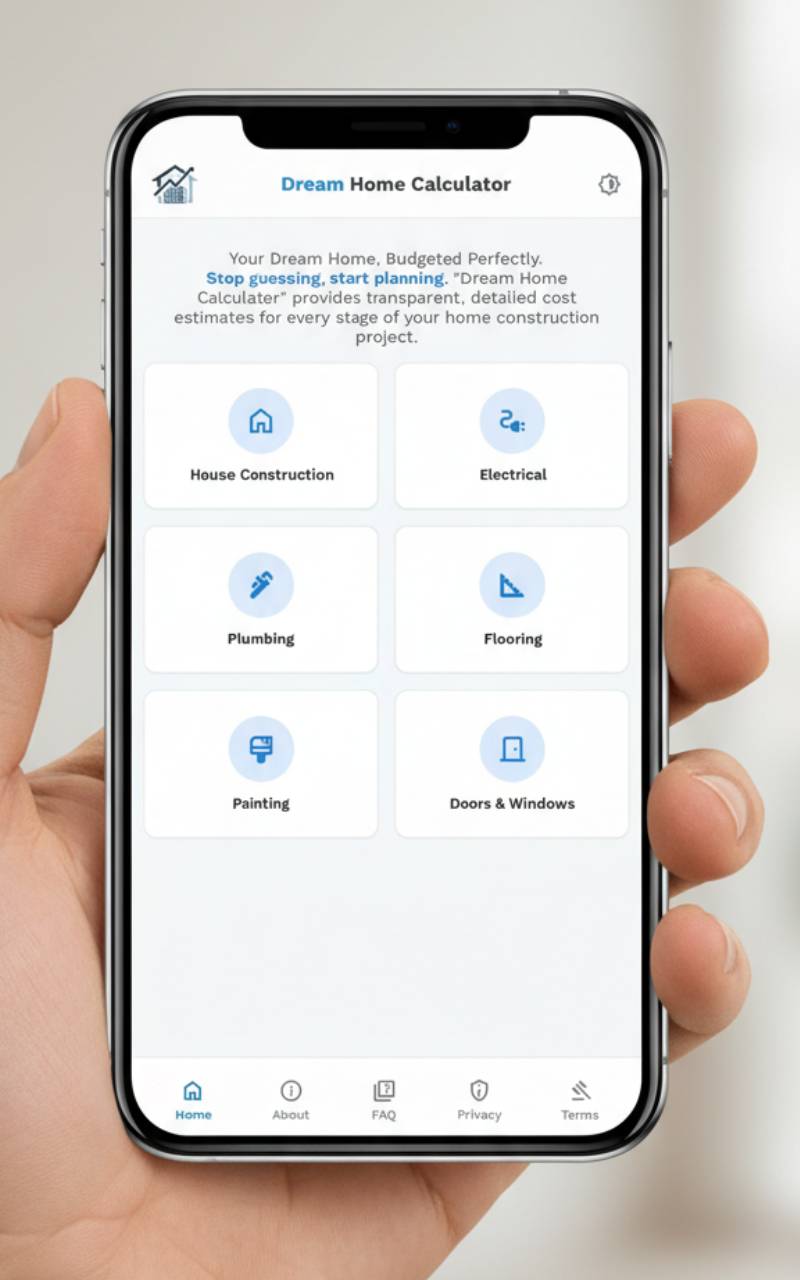 Dream Home Calculator
Your Dream Home, Budgeted Perfectly.
Stop guessing, start planning. "Dream Home
Calculater" provides transparent, detalied cost
estimates for every stage of your home construction
project.
House Construction
Electrical
Plumbing
Flooring
Painting
Doors & Windows
Home
About
FAQ
Privacy
Terms